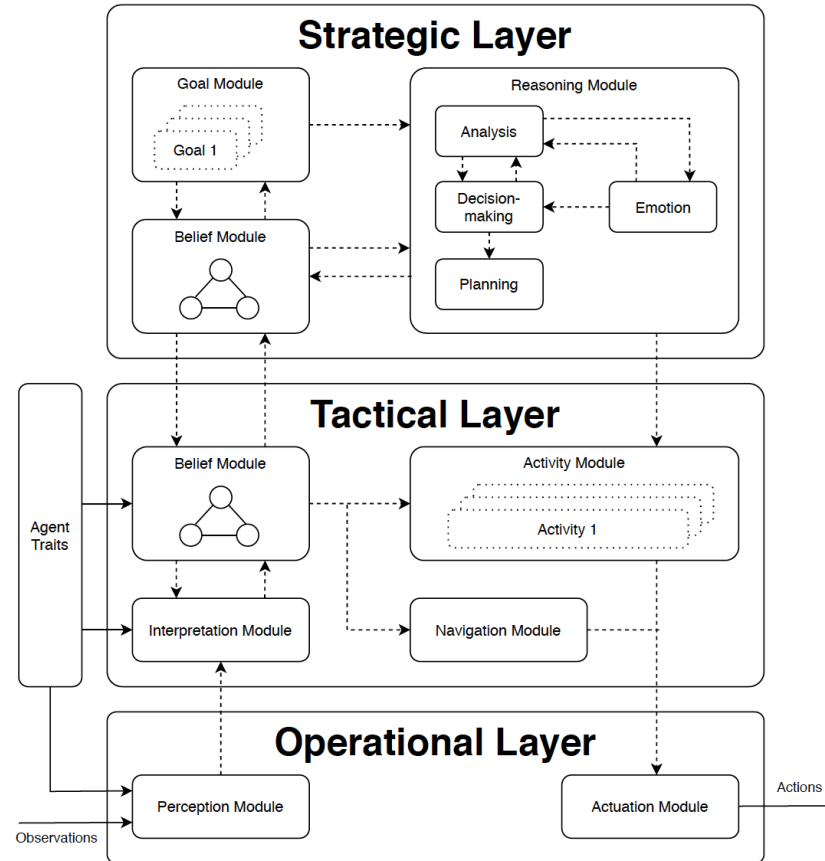 Strategic Layer
Goal Module
Goal 1
Reasoning Module
Analysis
Decision-
making
Emotion
Planning
Belief Module
Tactical Layer
Agent
Traits
Belief Module
Activity Module
Activity 1
Interpretation Module
Navigation Module
Operational Layer
Perception Module
Actuation Module
Actions
Observations